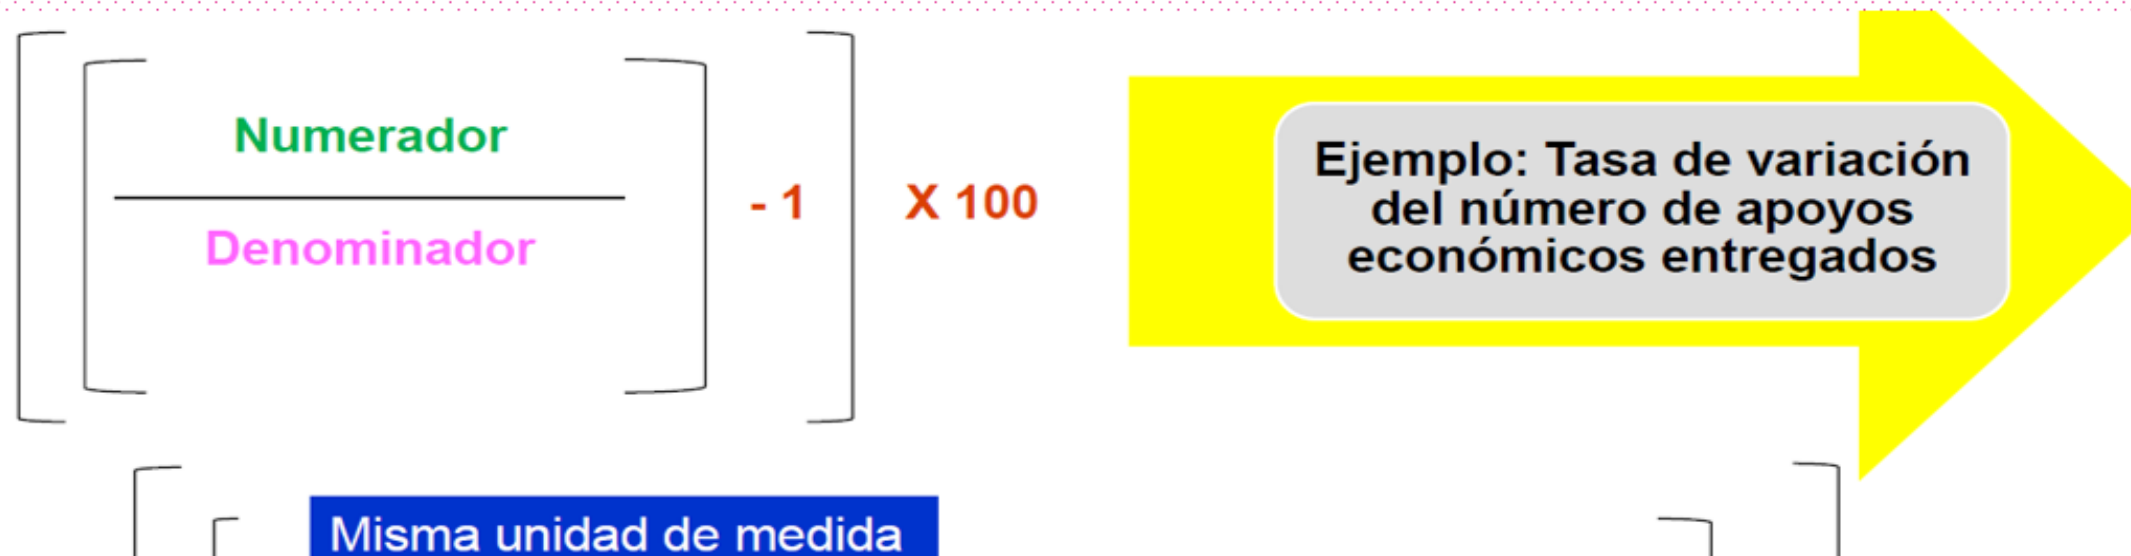 Numerador
Denominador
- 1
X 100
Ejemplo: Tasa de variación
del número de apoyos
económicos entregados
Misma unidad de medida